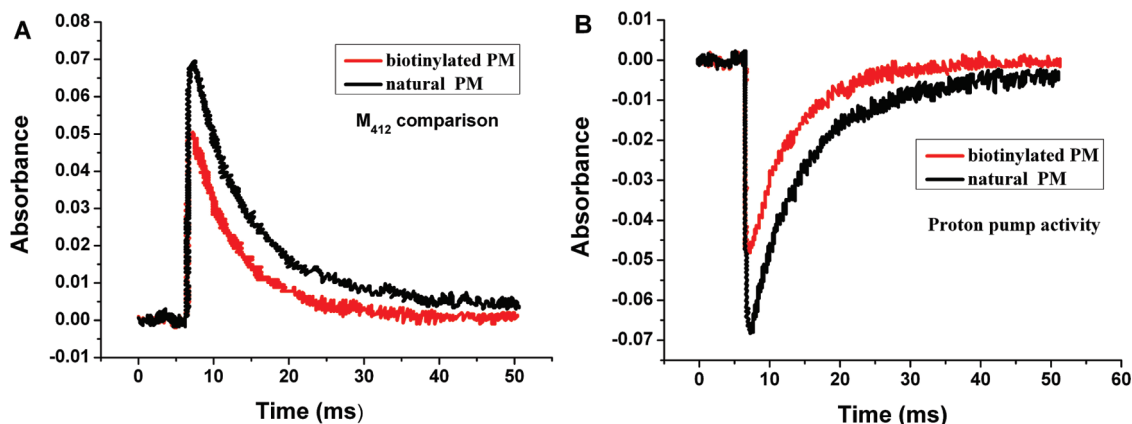 A
0.08
0.07
0.06
0.05
0.04
0.03
0.02
0.01
0.00
-0.01
Absorbance
biotinylated PM
natural PM
M412 comparison
0 10 20 30 40 50
Time (ms)
B
0.01
0.00
-0.01
-0.02
-0.03
-0.04
-0.05
-0.06
-0.07
Absorbance
biotinylated PM
natural PM
Proton pump activity
0 10 20 30 40 50 60
Time (ms)